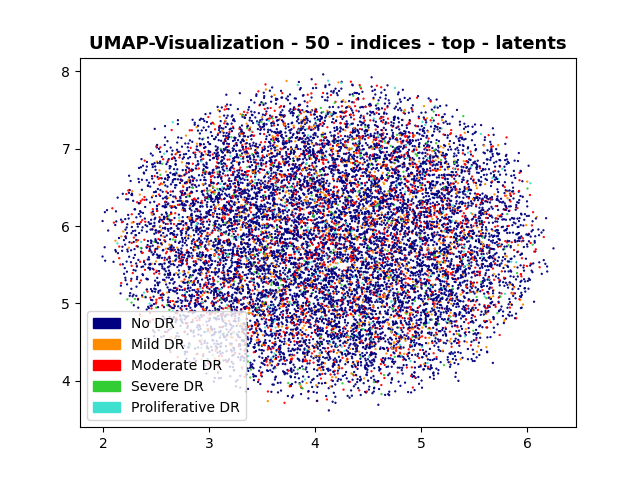 UMAP-Visualization - 50 - indices - top - latents
8
7
6
5
4
2 3 4 5 6
No DR
Mild DR
Moderate DR
Severe DR
Proliferative DR